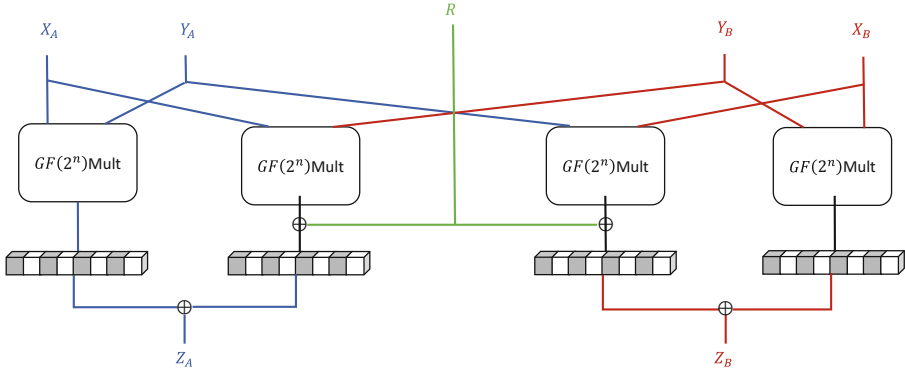 R
X_A
Y_A
Y_B
X_B
GF(2^n)Mult
GF(2^n)Mult
GF(2^n)Mult
GF(2^n)Mult
Z_A
Z_B